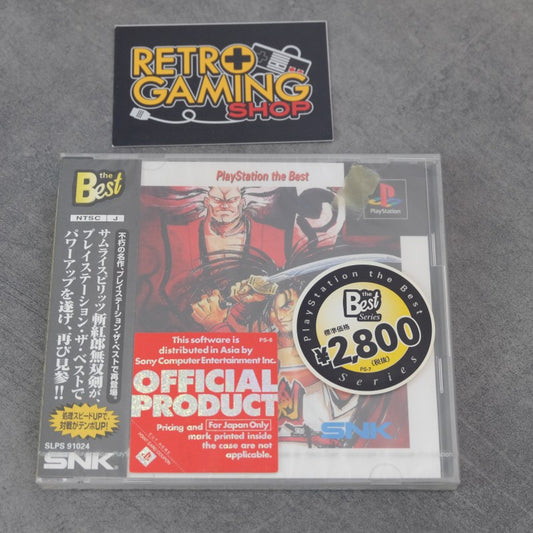 RETRO
GAMING
SHOP
the
Best
NTSC J
不朽の名作、プレイステーション・ザ・ベストで再登場。
サムライスピリッツ 斬紅郎無双剣が、
プレイステーション・ザ・ベストで
パワーアップを遂げ、再び見参!!
処理スピードUPで、
対戦がテンポUP!
SLPS 91024
SNK
PlayStation the Best
PlayStation
PlayStation the Best
the
Best
Series
標準価格
¥2,800
(税抜)
PS-7
Series
This software is PS-6
distributed in Asia by
Sony Computer Entertainment Inc.
OFFICIAL
PRODUCT
Pricing and For Japan Only
mark printed inside
the case are not
applicable.
SNK